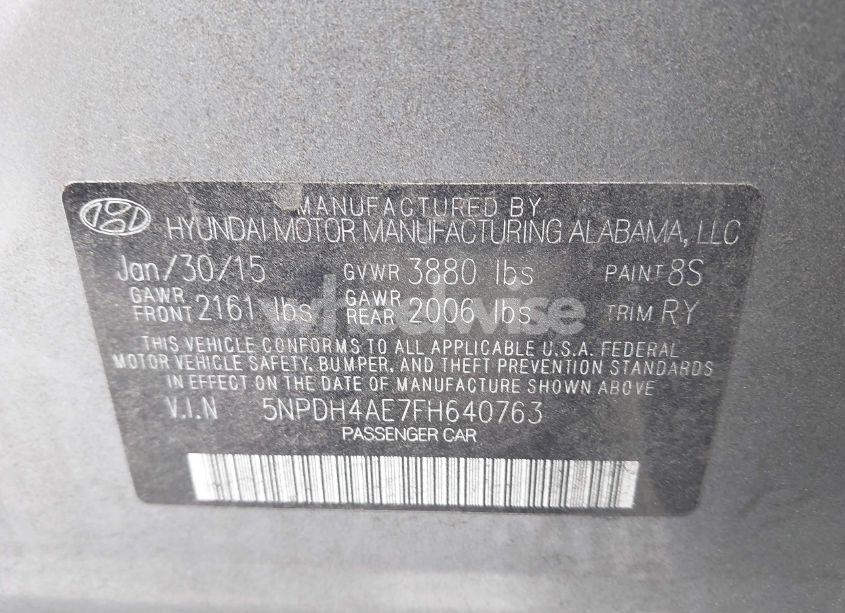 MANUFACTURED BY
HYUNDAI MOTOR MANUFACTURING ALABAMA, LLC
Jan/30/15 GVWR 3880 lbs PAINT 8S
GAWR FRONT 2161 lbs GAWR REAR 2006 lbs TRIM RY
wheelwise
THIS VEHICLE CONFORMS TO ALL APPLICABLE U.S.A. FEDERAL
MOTOR VEHICLE SAFETY, BUMPER, AND THEFT PREVENTION STANDARDS
IN EFFECT ON THE DATE OF MANUFACTURE SHOWN ABOVE
V.I.N 5NPDH4AE7FH640763
PASSENGER CAR